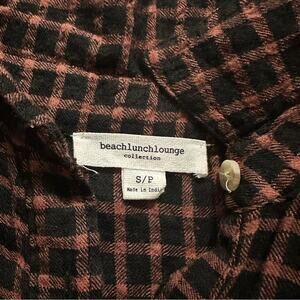 beachlunchlounge
collection
S/P
Made in India